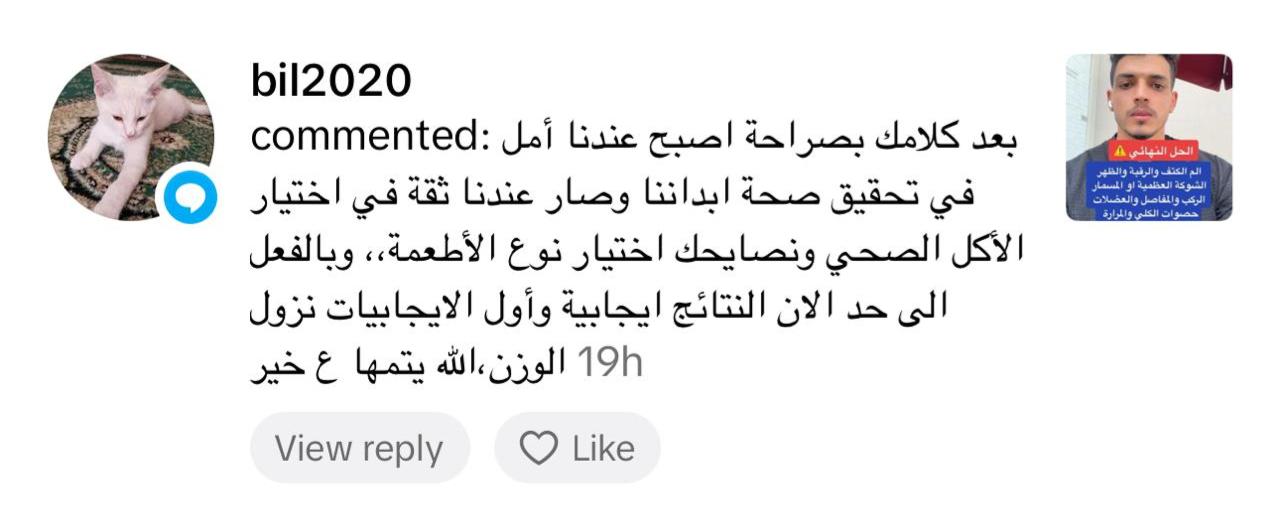 bil2020
commented: بعد كلامك بصراحة اصبح عندنا أمل
في تحقيق صحة ابداننا وصار عندنا ثقة في اختيار
الأكل الصحي ونصايحك اختيار نوع الأطعمة،، وبالفعل
الى حد الان النتائج ايجابية وأول الايجابيات نزول
الوزن،الله يتمها ع خير 19h
View reply
Like
الحل النهائي
الم الكتف والرقبة والظهر
الشوكة العظمية او المسمار
الركب والمفاصل والعضلات
حصوات الكلي والمرارة